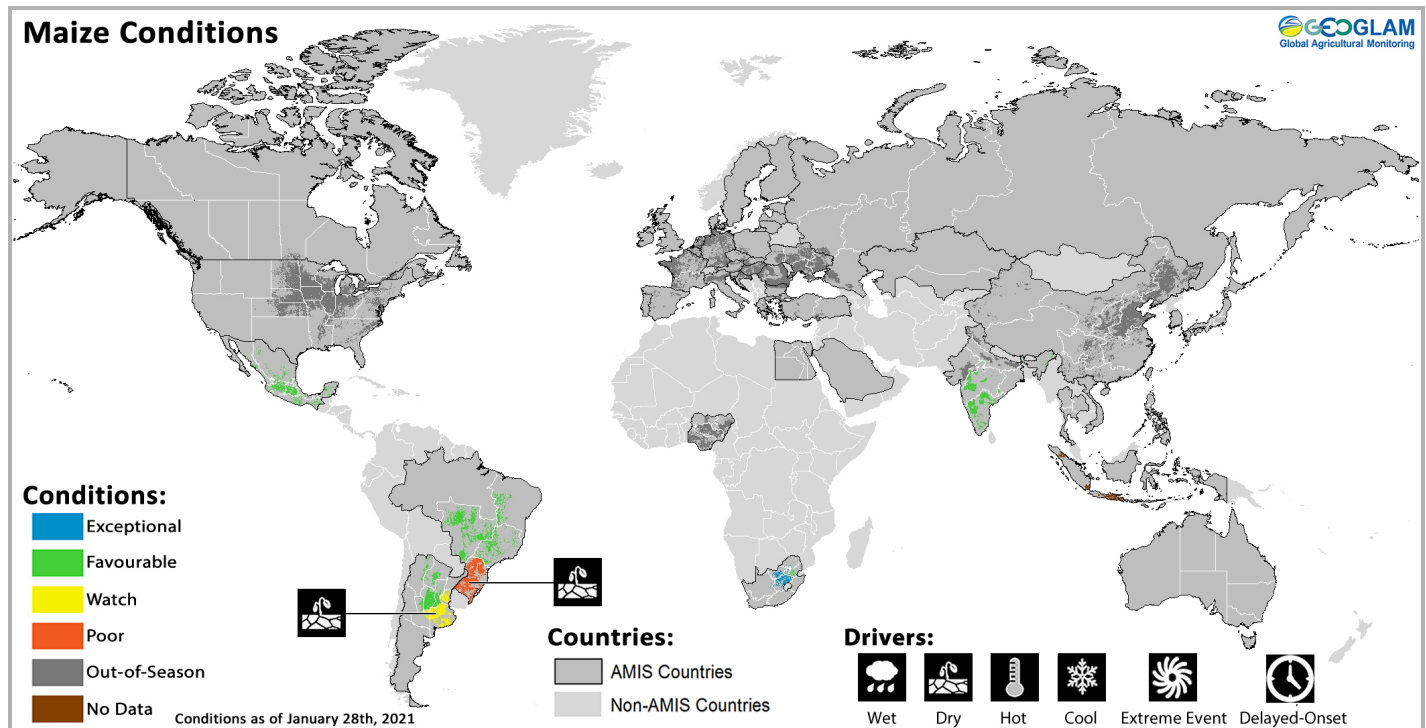 Maize Conditions
GEOGLAM
Global Agricultural Monitoring
Conditions:
Exceptional
Favourable
Watch
Poor
Out-of-Season
No Data
Conditions as of January 28th, 2021
Countries:
AMIS Countries
Non-AMIS Countries
Drivers:
Wet
Dry
Hot
Cool
Extreme Event
Delayed-Onset